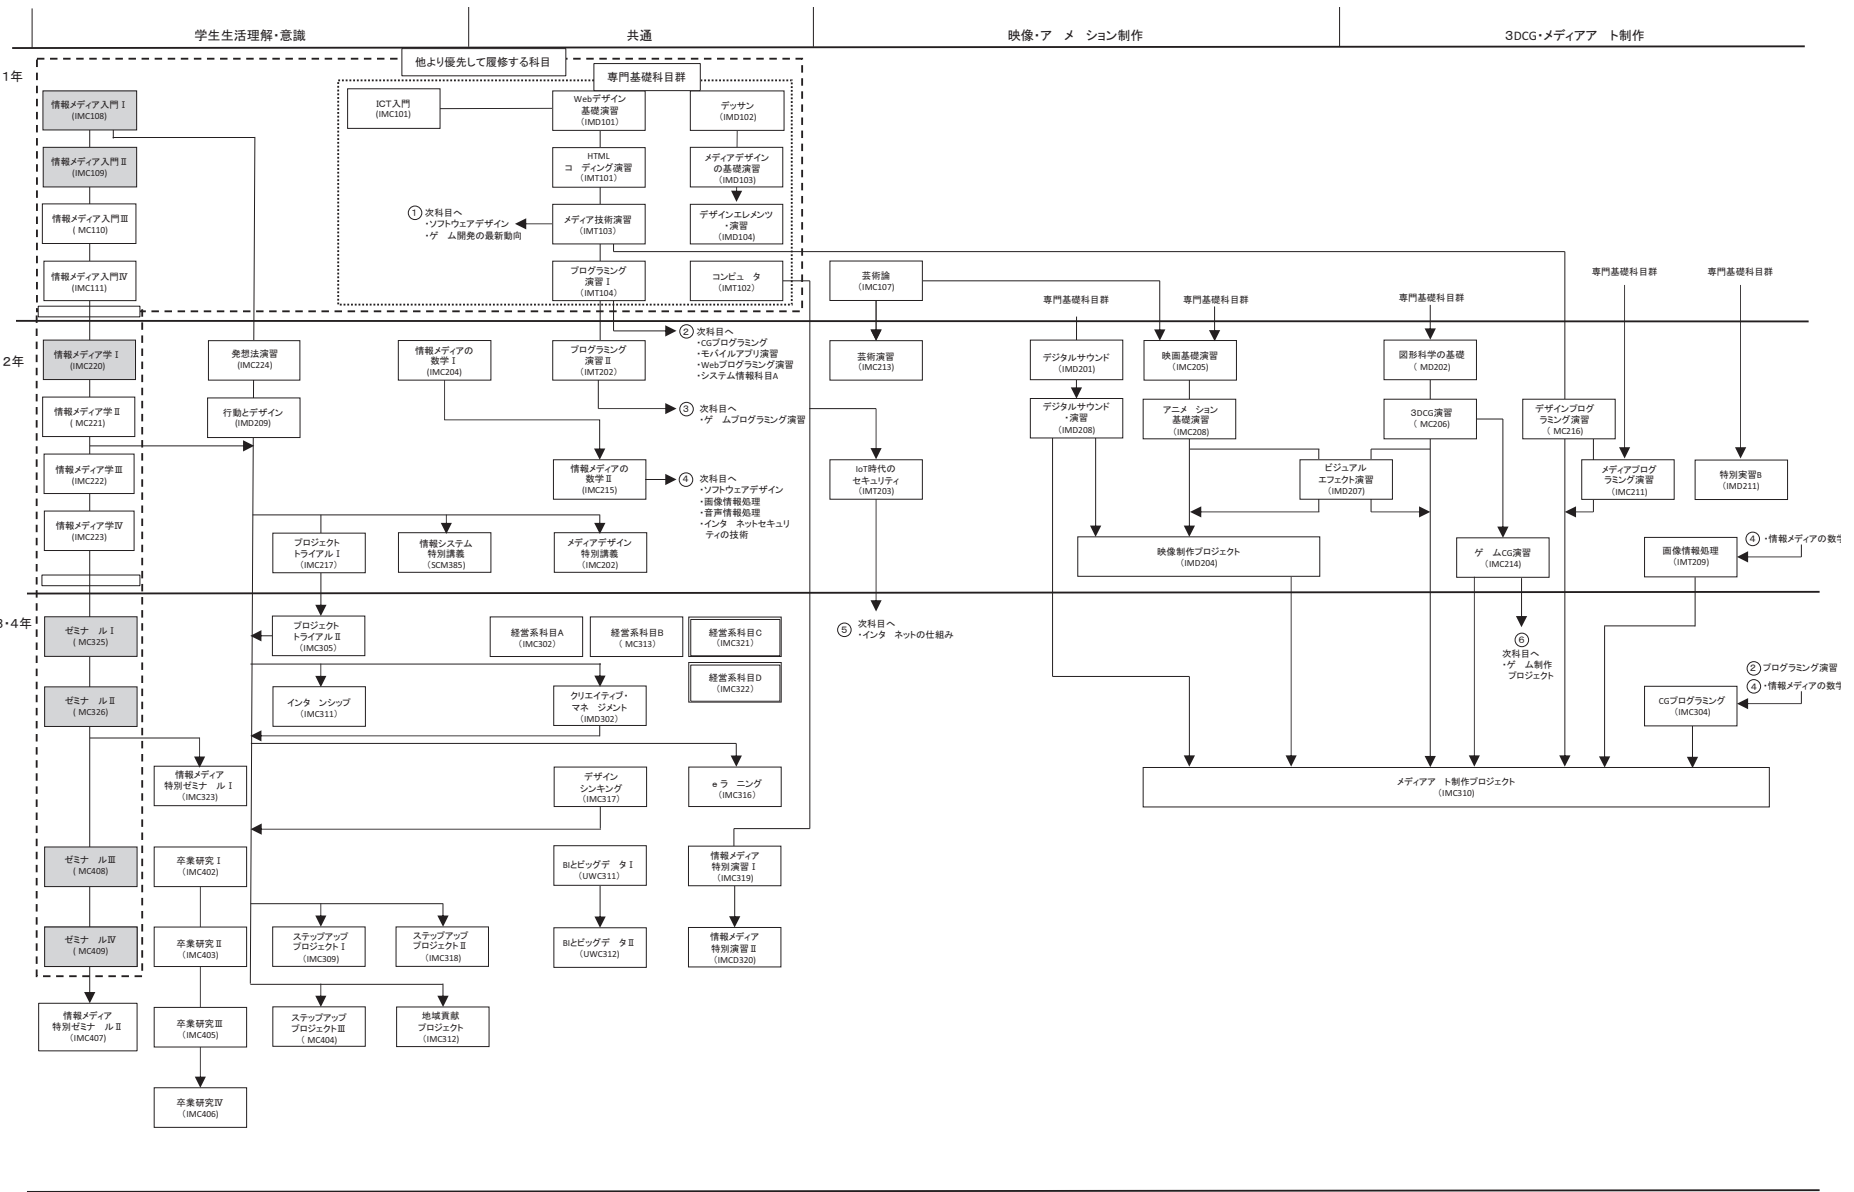 学生生活理解・意識
共通
映像・ア メ ション制作
3DCG・メディアア ト制作
1年
他より優先して履修する科目
専門基礎科目群
情報メディア入門Ⅰ
(IMC108)
ICT入門
(IMC101)
Webデザイン
基礎演習
(IMD101)
デッサン
(IMD102)
情報メディア入門Ⅱ
(IMC109)
HTML
コ ディング演習
(IMT101)
メディアデザイン
の基礎演習
(IMD103)
情報メディア入門Ⅲ
( MC110)
① 次科目へ
・ソフトウェアデザイン
・ゲ ム開発の最新動向
メディア技術演習
(IMT103)
デザインエレメンツ
・演習
(IMD104)
情報メディア入門Ⅳ
(IMC111)
プログラミング
演習Ⅰ
(IMT104)
コンピュ タ
(IMT102)
芸術論
(IMC107)
専門基礎科目群
専門基礎科目群
専門基礎科目群
専門基礎科目群
専門基礎科目群
2年
情報メディア学Ⅰ
(IMC220)
発想法演習
(IMC224)
情報メディアの
数学Ⅰ
(IMC204)
プログラミング
演習Ⅱ
(IMT202)
② 次科目へ
・CGプログラミング
・モバイルアプリ演習
・Webプログラミング演習
・システム情報科目A
芸術演習
(IMC213)
デジタルサウンド
(IMD201)
映画基礎演習
(IMC205)
図形科学の基礎
( MD202)
情報メディア学Ⅱ
( MC221)
行動とデザイン
(IMD209)
③ 次科目へ
・ゲ ムプログラミング演習
デジタルサウンド
・演習
(IMD208)
アニメ ション
基礎演習
(IMC208)
3DCG演習
( MC206)
デザインプログ
ラミング演習
( MC216)
情報メディア学Ⅲ
(IMC222)
情報メディアの
数学Ⅱ
(IMC215)
④ 次科目へ
・ソフトウェアデザイン
・画像情報処理
・音声情報処理
・インタ ネットセキュリ
ティの技術
IoT時代の
セキュリティ
(IMT203)
ビジュアル
エフェクト演習
(IMD207)
メディアプログ
ラミング演習
(IMC211)
特別実習B
(IMD211)
情報メディア学Ⅳ
(IMC223)
プロジェクト
トライアルⅠ
(IMC217)
情報システム
特別講義
(SCM385)
メディアデザイン
特別講義
(IMC202)
映像制作プロジェクト
(IMD204)
ゲ ムCG演習
(IMC214)
画像情報処理
(IMT209)
④ ・情報メディアの数学
3・4年
ゼミナ ルⅠ
( MC325)
プロジェクト
トライアルⅡ
(IMC305)
経営系科目A
(IMC302)
経営系科目B
( MC313)
経営系科目C
(IMC321)
⑤ 次科目へ
・インタ ネットの仕組み
⑥
次科目へ
・ゲ ム制作
プロジェクト
経営系科目D
(IMC322)
ゼミナ ルⅡ
( MC326)
インタ ンシップ
(IMC311)
クリエイティブ・
マネ ジメント
(IMD302)
CGプログラミング
(IMC304)
② プログラミング演習
④ ・情報メディアの数学
情報メディア
特別ゼミナ ルⅠ
(IMC323)
デザイン
シンキング
(IMC317)
e ラ ニング
(IMC316)
メディアア ト制作プロジェクト
(IMC310)
ゼミナ ルⅢ
( MC408)
卒業研究Ⅰ
(IMC402)
BIとビッグデ タⅠ
(UWC311)
情報メディア
特別演習Ⅰ
(IMC319)
ゼミナ ルⅣ
( MC409)
卒業研究Ⅱ
(IMC403)
ステップアップ
プロジェクトⅠ
(IMC309)
ステップアップ
プロジェクトⅡ
(IMC318)
BIとビッグデ タⅡ
(UWC312)
情報メディア
特別演習Ⅱ
(IMCD320)
情報メディア
特別ゼミナ ルⅡ
(IMC407)
卒業研究Ⅲ
(IMC405)
ステップアップ
プロジェクトⅢ
( MC404)
地域貢献
プロジェクト
(IMC312)
卒業研究Ⅳ
(IMC406)